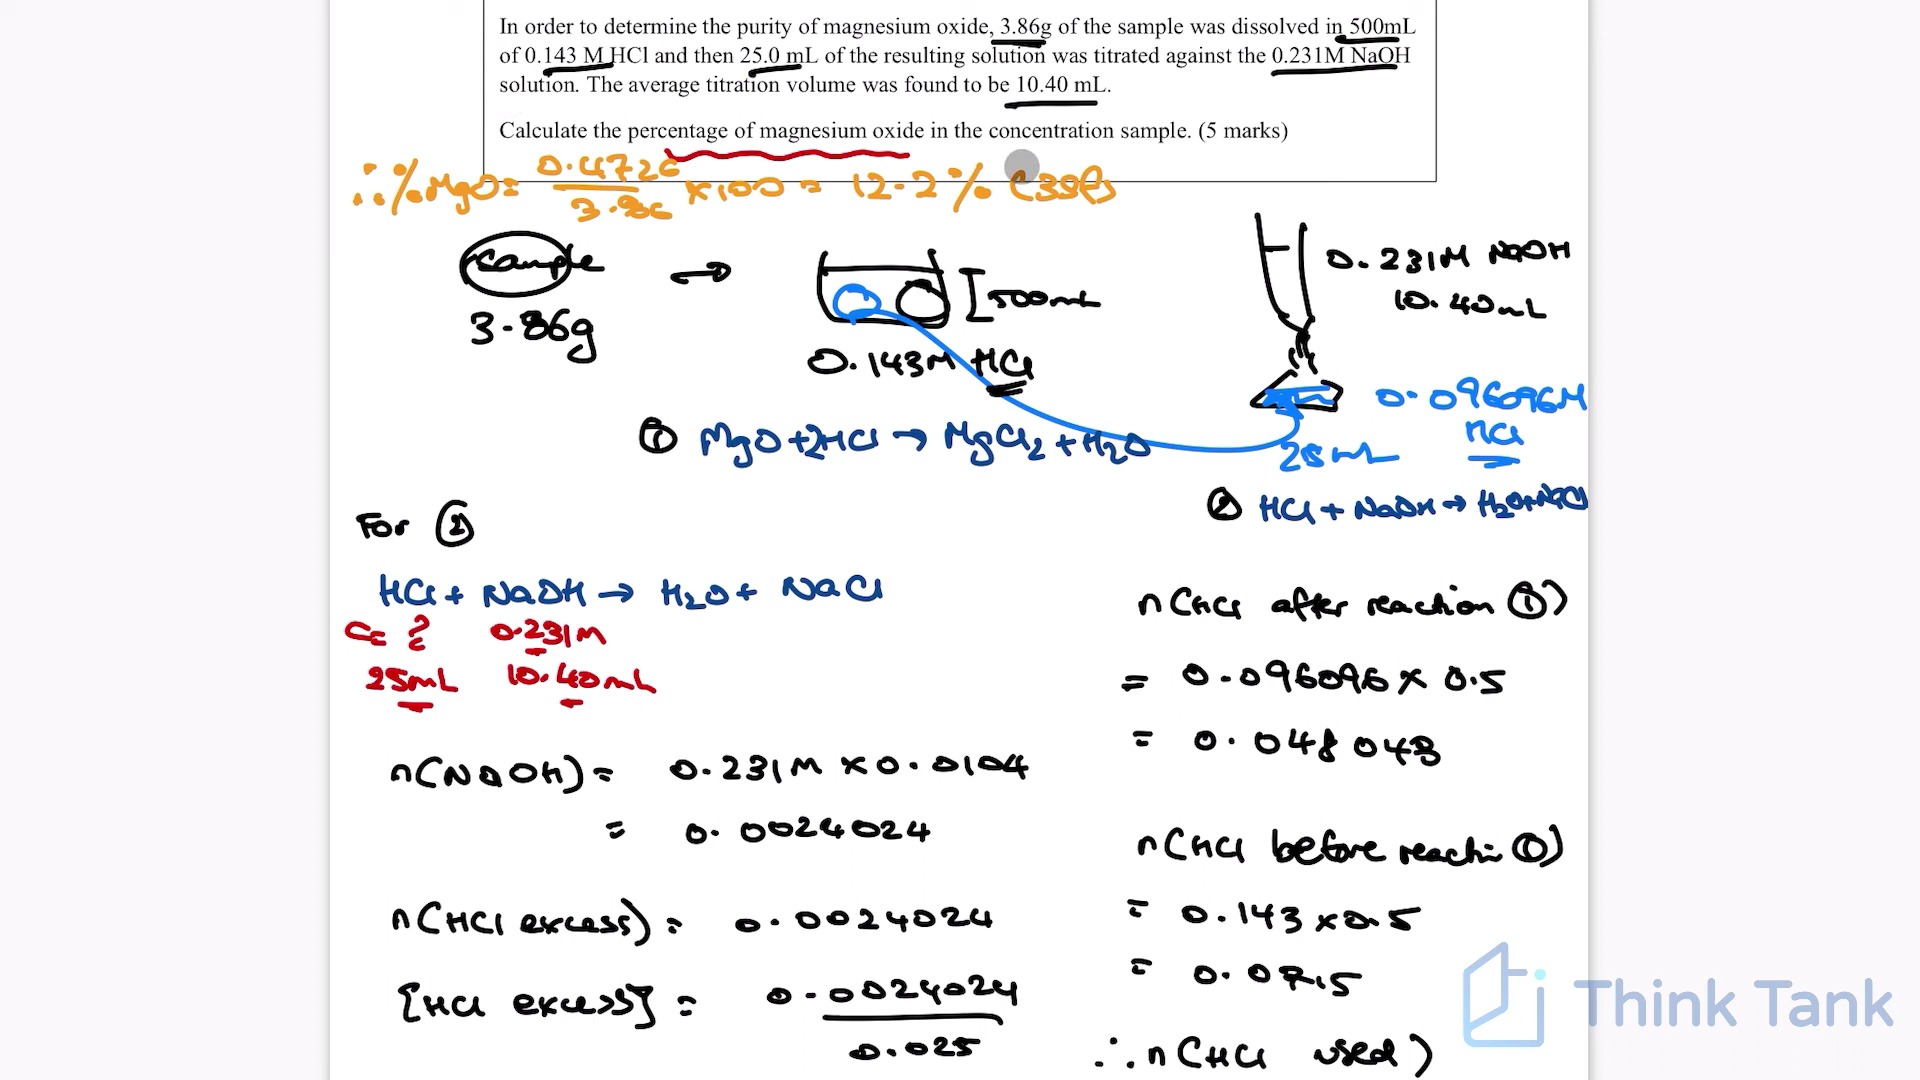 In order to determine the purity of magnesium oxide, 3.86g of the sample was dissolved in 500mL
of 0.143 M HCl and then 25.0 mL of the resulting solution was titrated against the 0.231M NaOH
solution. The average titration volume was found to be 10.40 mL.
Calculate the percentage of magnesium oxide in the concentration sample. (5 marks)
∴ % MgO = 0.4726 / 3.86 × 100 = 12.2% (3SF)
sample → 500mL
3.86g
0.143M HCl
0.231M NaOH
10.40mL
0.096096M
HCl
25mL
① MgO + 2HCl → MgCl2 + H2O
② HCl + NaOH → H2O + NaCl
For ②
HCl + NaOH → H2O + NaCl
C = ? 0.231M
25mL 10.40mL
n(NaOH) = 0.231M × 0.0104
= 0.0024024
n(HCl excess) = 0.0024024
[HCl excess] = 0.0024024
0.025
n(HCl after reaction ①)
= 0.096096 × 0.5
= 0.048048
n(HCl before reactin ①)
= 0.143 × 0.5
= 0.0715
∴ n(HCl used)
Think Tank